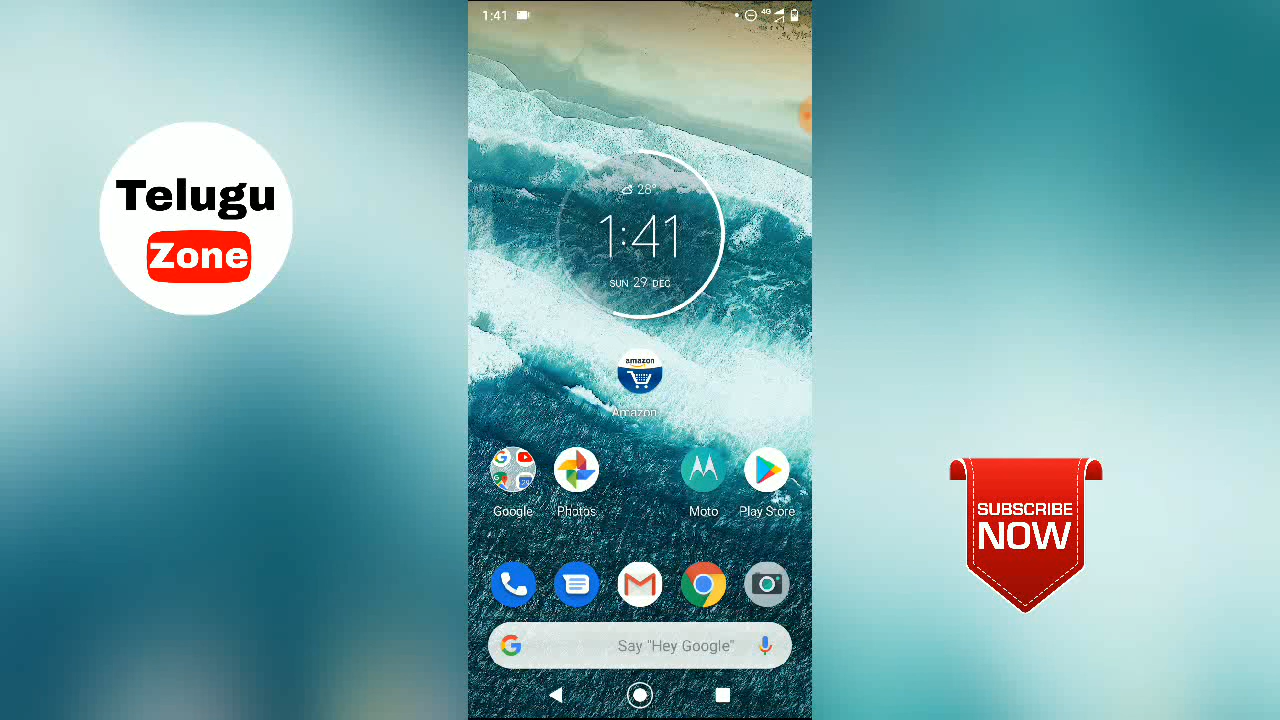 Telugu
Zone
1:41
4G
28°
1:41
SUN 29 DEC
amazon
Amazon
Google
Photos
Moto
Play Store
Say "Hey Google"
SUBSCRIBE
NOW